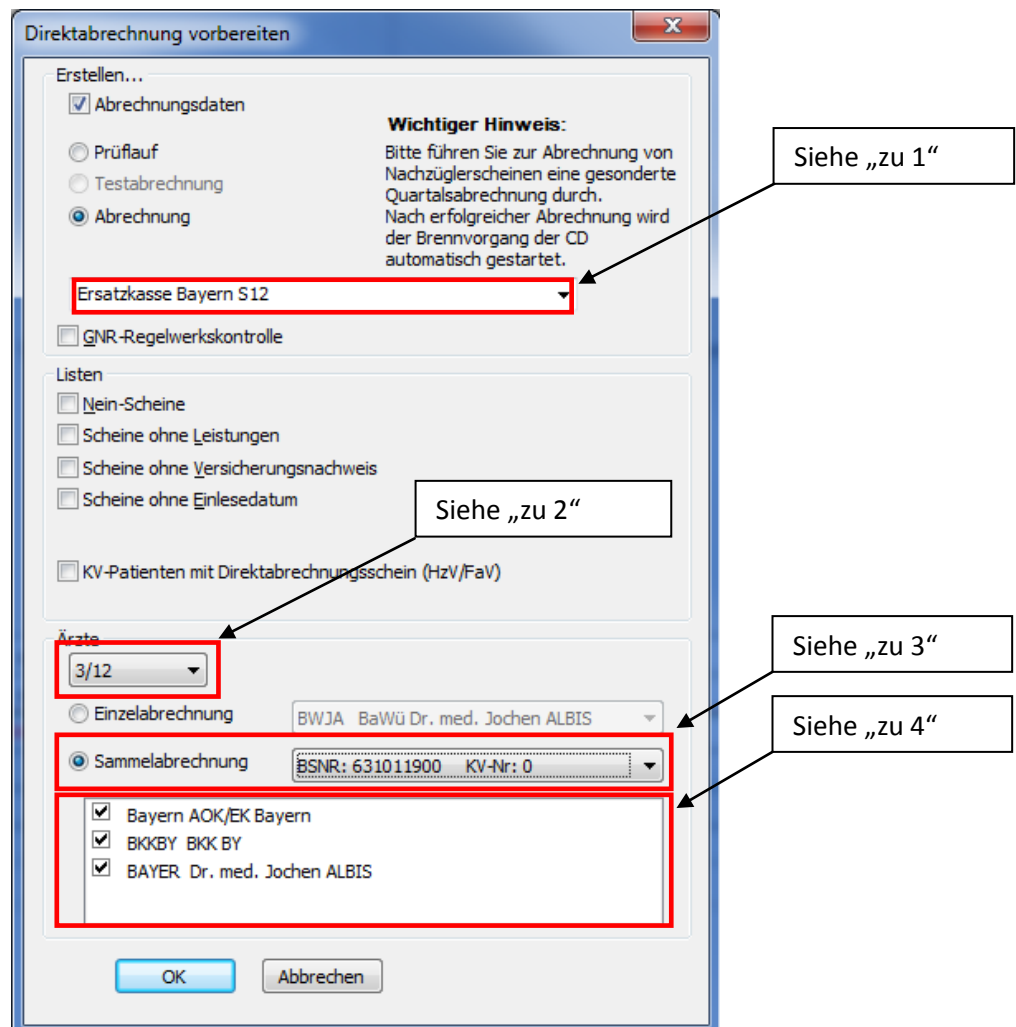 Direktabrechnung vorbereiten
Erstellen...
Abrechnungsdaten
Wichtiger Hinweis:
Prüflauf
Testabrechnung
Abrechnung
Bitte führen Sie zur Abrechnung von
Nachzüglerscheinen eine gesonderte
Quartalsabrechnung durch.
Nach erfolgreicher Abrechnung wird
der Brennvorgang der CD
automatisch gestartet.
Siehe „zu 1“
Ersatzkasse Bayern S12
GNR-Regelwerkskontrolle
Listen
Nein-Scheine
Scheine ohne Leistungen
Scheine ohne Versicherungsnachweis
Scheine ohne Einlesedatum
Siehe „zu 2“
KV-Patienten mit Direktabrechnungsschein (HzV/FaV)
Ärzte
3/12
Siehe „zu 3“
Einzelabrechnung
BWJA BaWü Dr. med. Jochen ALBIS
Siehe „zu 4“
Sammelabrechnung
BSNR: 631011900 KV-Nr: 0
Bayern AOK/EK Bayern
BKKBY BKK BY
BAYER Dr. med. Jochen ALBIS
OK
Abbrechen